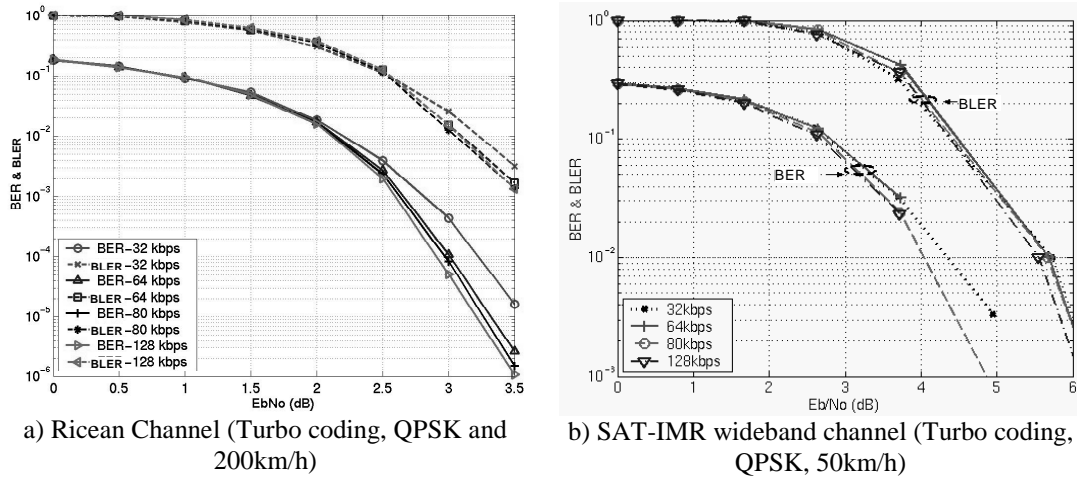 10^0
10^-1
10^-2
10^-3
10^-4
10^-5
10^-6
BER & BLER
BER-32 kbps
BLER-32 kbps
BER-64 kbps
BLER-64 kbps
BER-80 kbps
BLER-80 kbps
BER-128 kbps
BLER-128 kbps
0 0.5 1 1.5 2 2.5 3 3.5
EbNo (dB)
a) Ricean Channel (Turbo coding, QPSK and
200km/h)
10^0
10^-1
10^-2
10^-3
BER & BLER
BLER
BER
32kbps
64kbps
80kbps
128kbps
0 1 2 3 4 5 6
Eb/No (dB)
b) SAT-IMR wideband channel (Turbo coding,
QPSK, 50km/h)